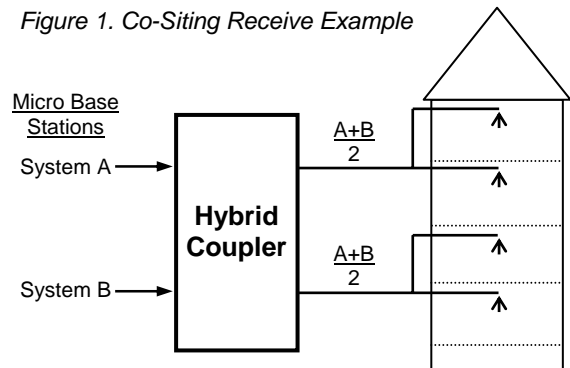 Figure 1. Co-Siting Receive Example
Micro Base
Stations
System A
System B
Hybrid
Coupler
A+B
2
A+B
2